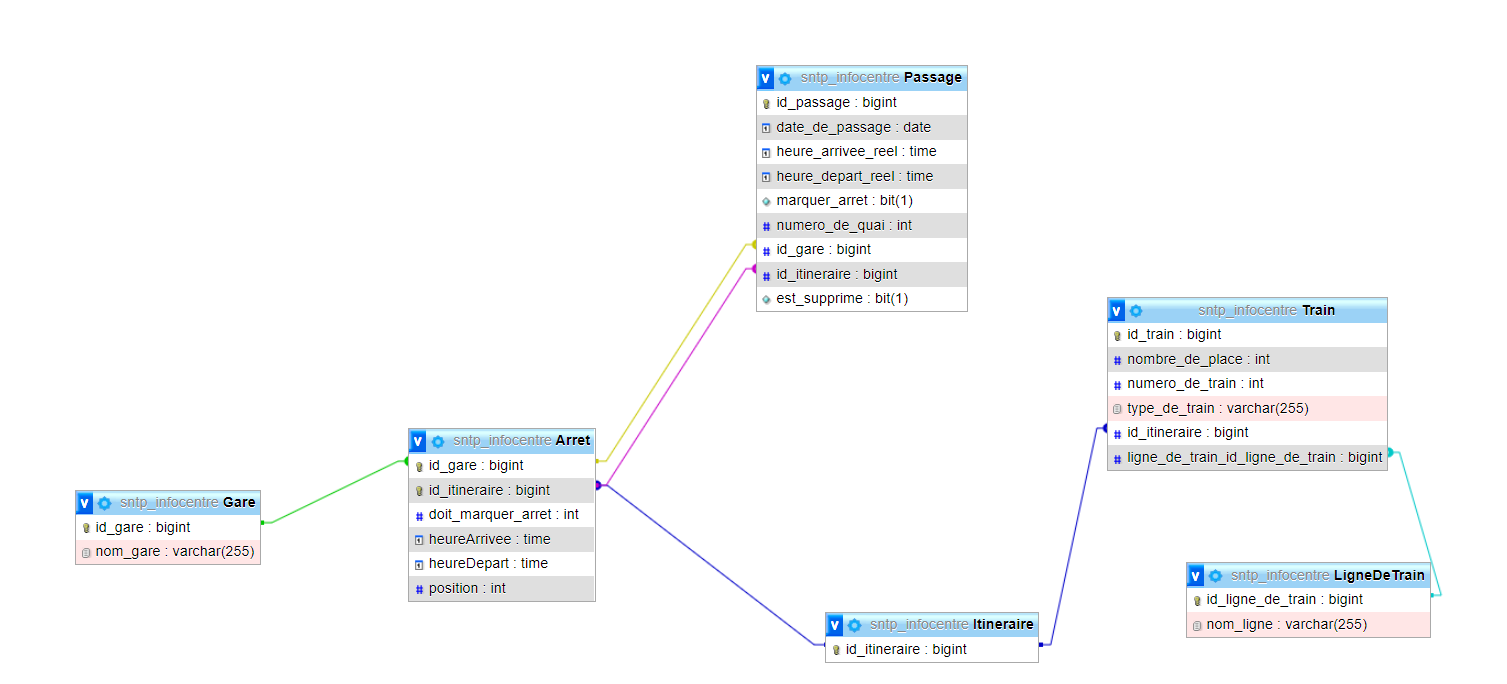 sntp_infocentre Passage
id_passage : bigint
date_de_passage : date
heure_arrivee_reel : time
heure_depart_reel : time
marquer_arret : bit(1)
numero_de_quai : int
id_gare : bigint
id_itineraire : bigint
est_supprime : bit(1)
sntp_infocentre Train
id_train : bigint
nombre_de_place : int
numero_de_train : int
type_de_train : varchar(255)
id_itineraire : bigint
ligne_de_train_id_ligne_de_train : bigint
sntp_infocentre Arret
id_gare : bigint
id_itineraire : bigint
doit_marquer_arret : int
heureArrivee : time
heureDepart : time
position : int
sntp_infocentre Gare
id_gare : bigint
nom_gare : varchar(255)
sntp_infocentre LigneDeTrain
id_ligne_de_train : bigint
nom_ligne : varchar(255)
sntp_infocentre Itineraire
id_itineraire : bigint